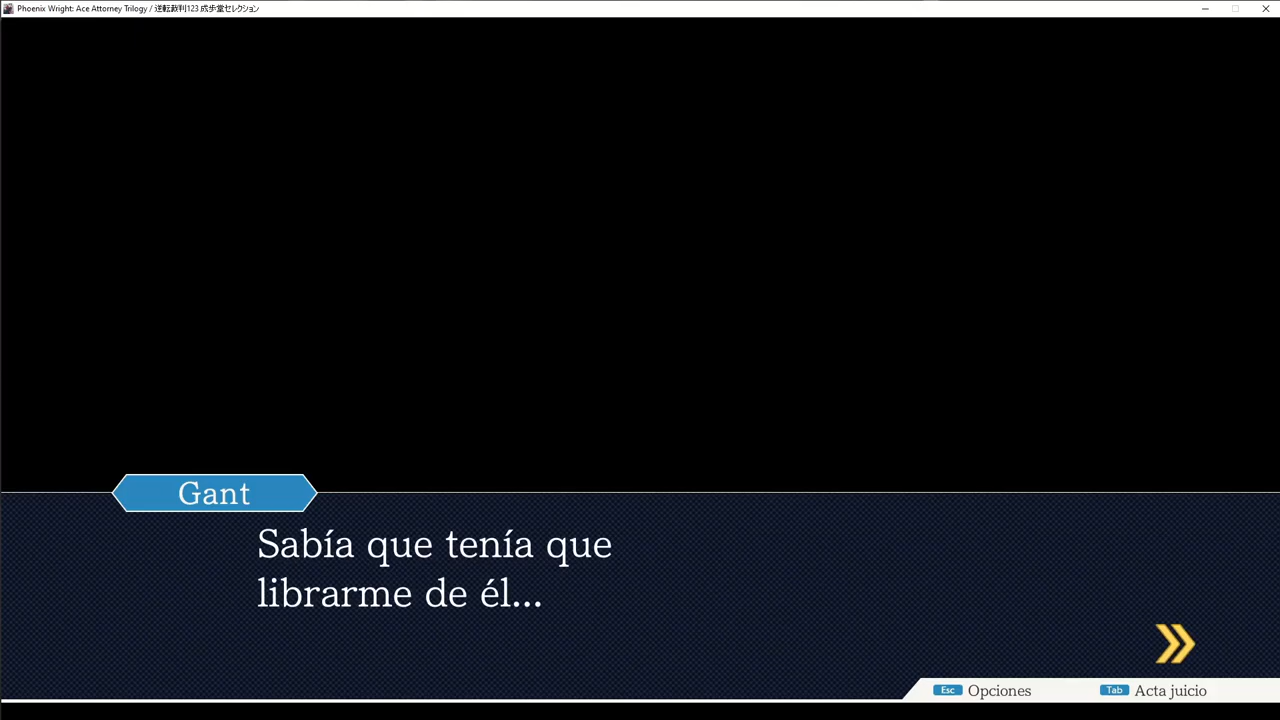 Phoenix Wright: Ace Attorney Trilogy / 逆転裁判123 成歩堂セレクション
Gant
Sabía que tenía que
librarme de él...
Esc Opciones Tab Acta juicio